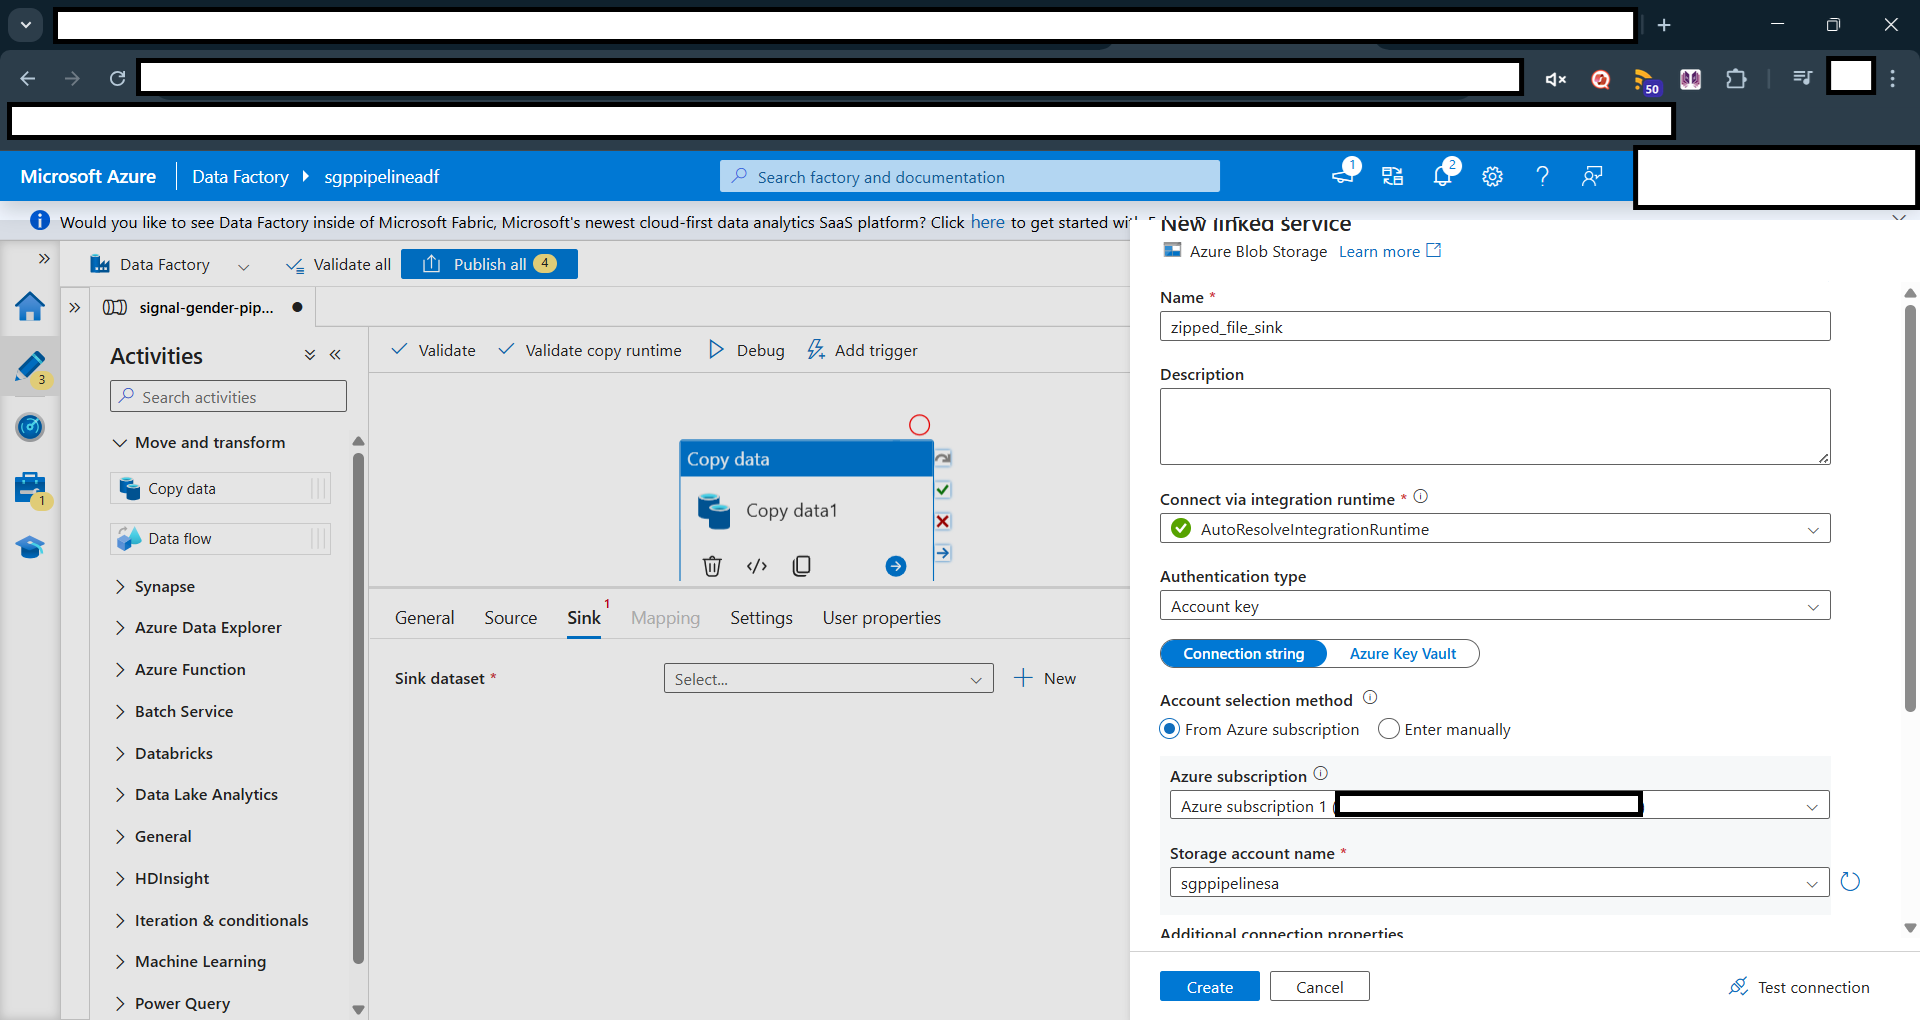 50
Microsoft Azure
Data Factory
sgppipelineadf
Search factory and documentation
1
2
Would you like to see Data Factory inside of Microsoft Fabric, Microsoft's newest cloud-first data analytics SaaS platform? Click here to get started
Data Factory
Validate all
Publish all
4
signal-gender-pip...
3
1
Activities
Search activities
Move and transform
Copy data
Data flow
Synapse
Azure Data Explorer
Azure Function
Batch Service
Databricks
Data Lake Analytics
General
HDInsight
Iteration & conditionals
Machine Learning
Power Query
Validate
Validate copy runtime
Debug
Add trigger
Copy data
Copy data1
General
Source
Sink
1
Mapping
Settings
User properties
Sink dataset *
Select...
New
New linked service
Azure Blob Storage
Learn more
Name *
zipped_file_sink
Description
Connect via integration runtime *
AutoResolveIntegrationRuntime
Authentication type
Account key
Connection string
Azure Key Vault
Account selection method
From Azure subscription
Enter manually
Azure subscription
Azure subscription 1 (
Storage account name *
sgppipelinesa
Additional connection properties
Create
Cancel
Test connection